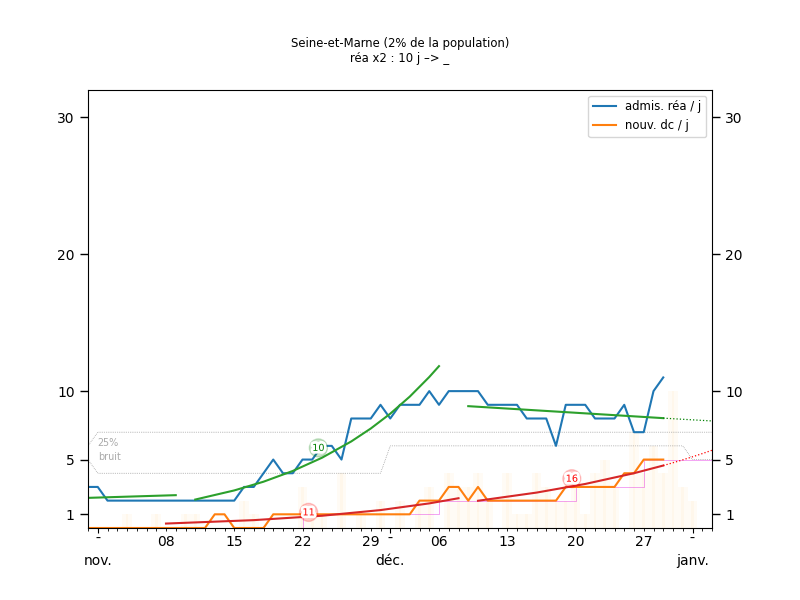 Seine-et-Marne (2% de la population)
réa x2 : 10 j –> _
admis. réa / j
nouv. dc / j
30 30
20 20
10 10
5 5
1 1
25%
bruit
10
11
16
- 08 15 22 29 - 06 13 20 27 -
nov. déc. janv.